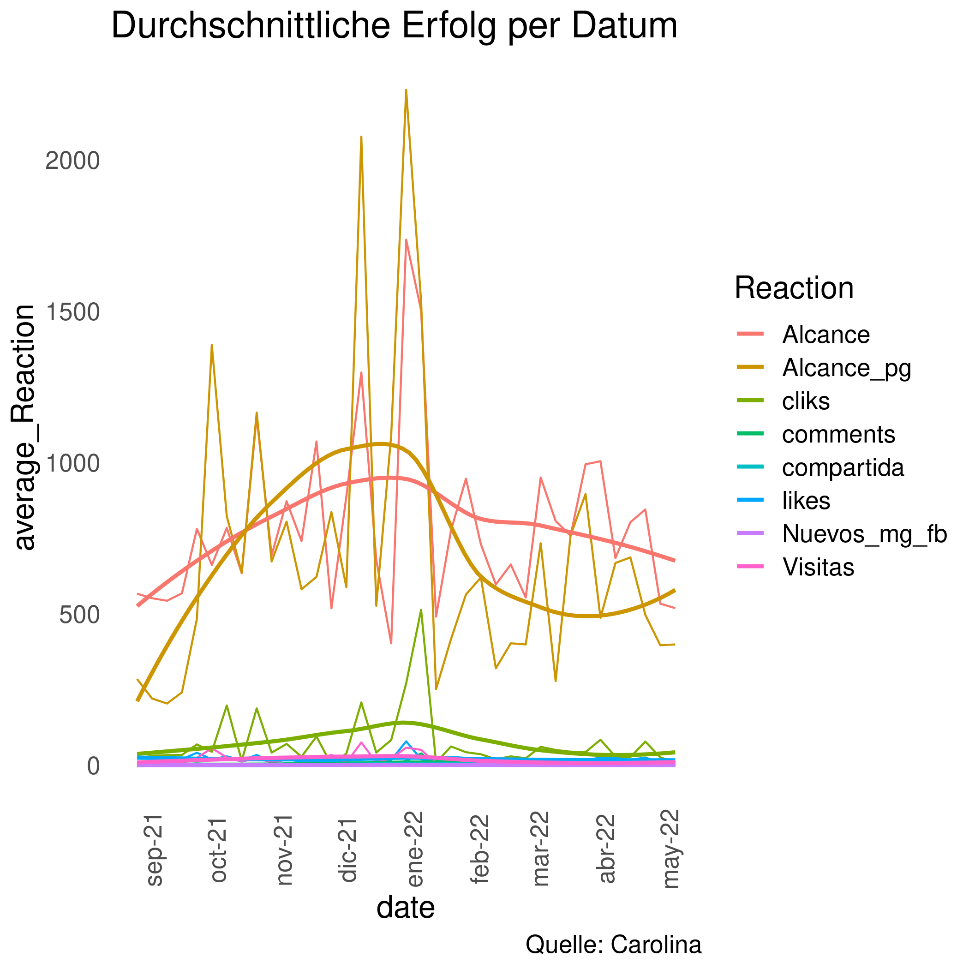 Durchschnittliche Erfolg per Datum
average_Reaction
2000
1500
1000
500
0
sep-21
oct-21
nov-21
dic-21
ene-22
feb-22
mar-22
abr-22
may-22
date
Reaction
Alcance
Alcance_pg
cliks
comments
compartida
likes
Nuevos_mg_fb
Visitas
Quelle: Carolina